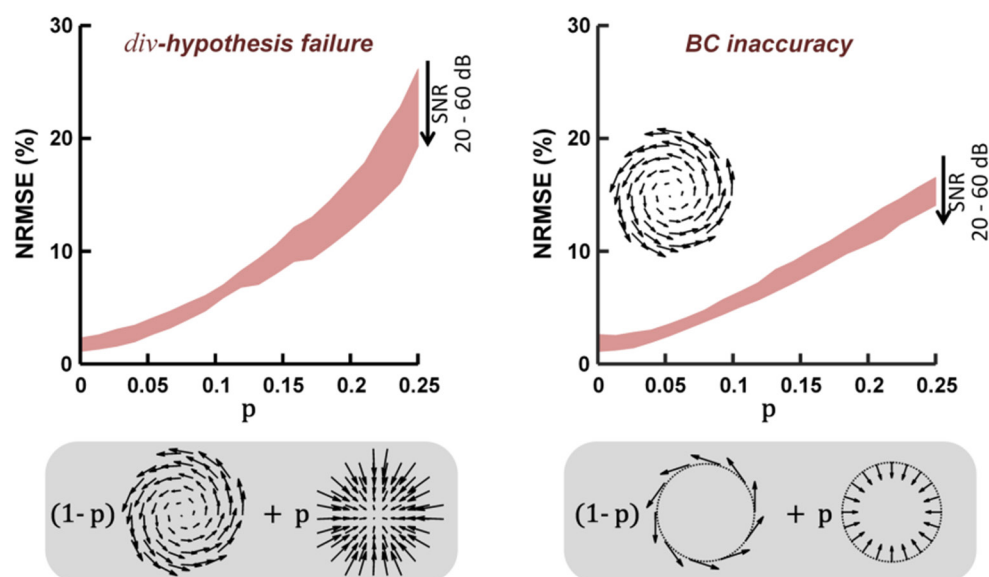 div-hypothesis failure
NRMSE (%)
30
20
10
0
0 0.05 0.1 0.15 0.2 0.25
p
SNR
20 - 60 dB
BC inaccuracy
NRMSE (%)
30
20
10
0
0 0.05 0.1 0.15 0.2 0.25
p
SNR
20 - 60 dB
(1- p) + p
(1- p) + p